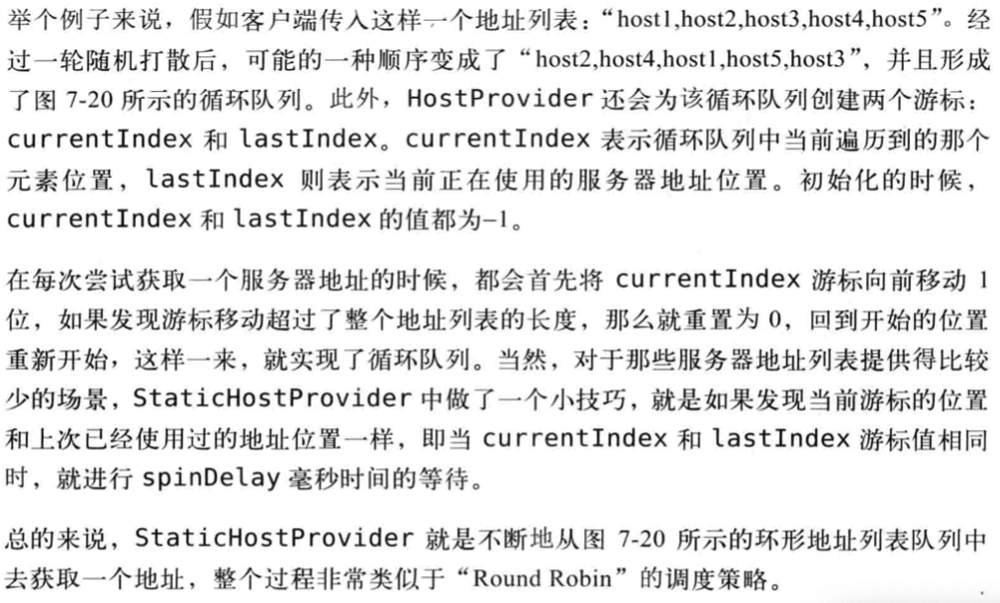 举个例子来说，假如客户端传入这样一个地址列表：“host1,host2,host3,host4,host5”。经
过一轮随机打散后，可能的一种顺序变成了“host2,host4,host1,host5,host3”，并且形成
了图 7-20 所示的循环队列。此外，HostProvider 还会为该循环队列创建两个游标：
currentIndex 和 lastIndex。currentIndex 表示循环队列中当前遍历到的那个
元素位置，lastIndex 则表示当前正在使用的服务器地址位置。初始化的时候，
currentIndex 和 lastIndex 的值都为–1。
在每次尝试获取一个服务器地址的时候，都会首先将 currentIndex 游标向前移动 1
位，如果发现游标移动超过了整个地址列表的长度，那么就重置为 0，回到开始的位置
重新开始，这样一来，就实现了循环队列。当然，对于那些服务器地址列表提供得比较
少的场景，StaticHostProvider 中做了一个小技巧，就是如果发现当前游标的位置
和上次已经使用过的地址位置一样，即当 currentIndex 和 lastIndex 游标值相同
时，就进行 spinDelay 毫秒时间的等待。
总的来说，StaticHostProvider 就是不断地从图 7-20 所示的环形地址列表队列中
去获取一个地址，整个过程非常类似于“Round Robin”的调度策略。